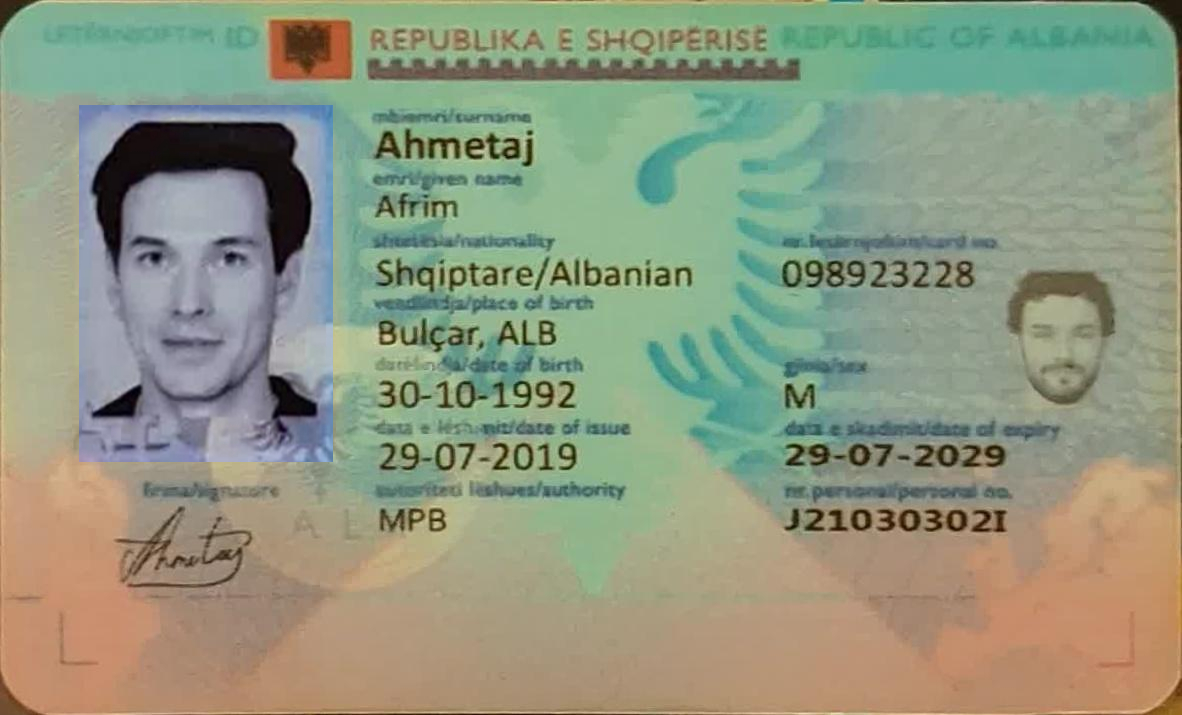 LETËRNJOFTIM ID
REPUBLIKA E SHQIPËRISË REPUBLIC OF ALBANIA
mbiemri/surname
Ahmetaj
emri/given name
Afrim
shtetësia/nationality
Shqiptare/Albanian
nr. letërnjoftimi/card no.
098923228
vendlindja/place of birth
Bulçar, ALB
datëlindja/date of birth
30-10-1992
gjinia/sex
M
data e lëshimit/date of issue
29-07-2019
data e skadimit/date of expiry
29-07-2029
autoriteti lëshues/authority
MPB
nr. personal/personal no.
J21030302I
firma/signature
Ahmetaj
A L